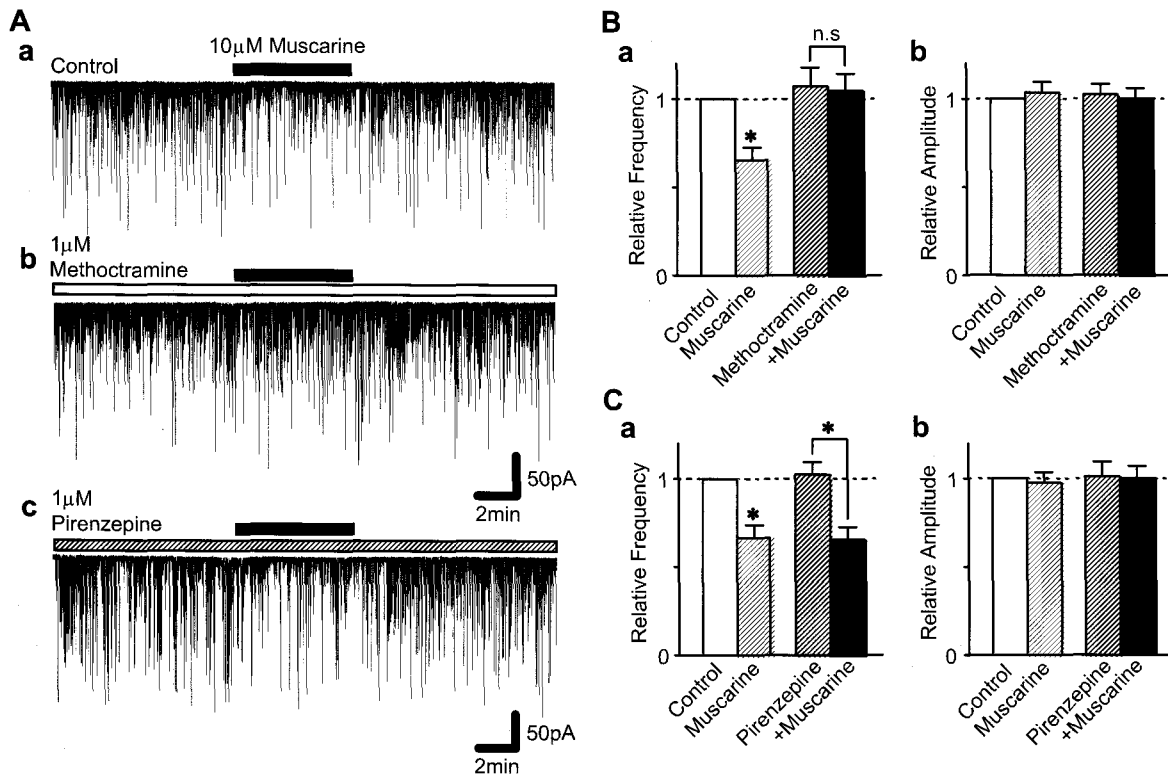 A
a
10μM Muscarine
Control
b
1μM
Methoctramine
50pA
2min
c
1μM
Pirenzepine
50pA
2min
B
a
n.s
Relative Frequency
1
*
0
Control
Muscarine
Methoctramine
+Muscarine
b
Relative Amplitude
1
0
Control
Muscarine
Methoctramine
+Muscarine
C
a
*
Relative Frequency
1
*
0
Control
Muscarine
Pirenzepine
+Muscarine
b
Relative Amplitude
1
0
Control
Muscarine
Pirenzepine
+Muscarine